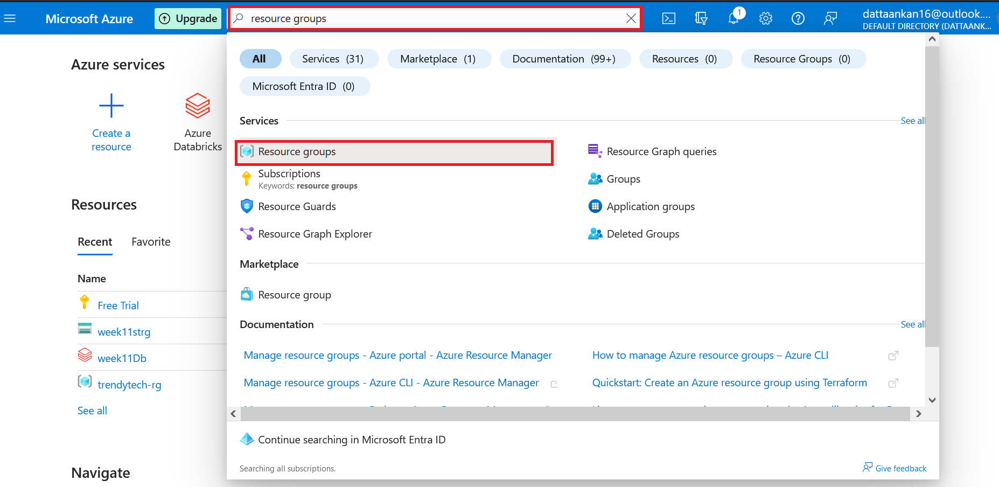 Microsoft Azure
Upgrade
resource groups
1
dattaankan16@outlook....
DEFAULT DIRECTORY (DATTAANK...
Azure services
Create a
resource
Azure
Databricks
Resources
Recent
Favorite
Name
Free Trial
week11strg
week11Db
trendytech-rg
See all
Navigate
All
Services (31)
Marketplace (1)
Documentation (99+)
Resources (0)
Resource Groups (0)
Microsoft Entra ID (0)
Services
See all
Resource groups
Resource Graph queries
Subscriptions
Keywords: resource groups
Groups
Resource Guards
Application groups
Resource Graph Explorer
Deleted Groups
Marketplace
Resource group
Documentation
See all
Manage resource groups - Azure portal - Azure Resource Manager
How to manage Azure resource groups – Azure CLI
Manage resource groups - Azure CLI - Azure Resource Manager
Quickstart: Create an Azure resource group using Terraform
Continue searching in Microsoft Entra ID
Searching all subscriptions.
Give feedback